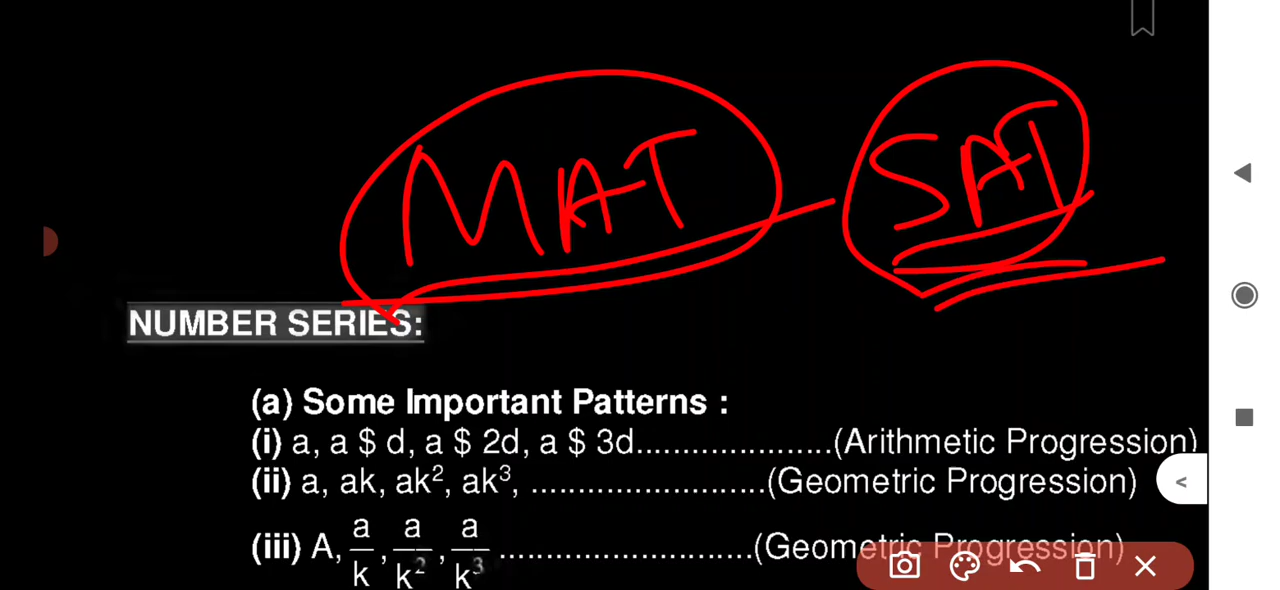 MAT SAT
NUMBER SERIES:
(a) Some Important Patterns :
(i) a, a $ d, a $ 2d, a $ 3d.....................(Arithmetic Progression)
(ii) a, ak, ak², ak³, ..........................(Geometric Progression)
(iii) A, a/k, a/k², a/k³ ............................(Geometric Progression)